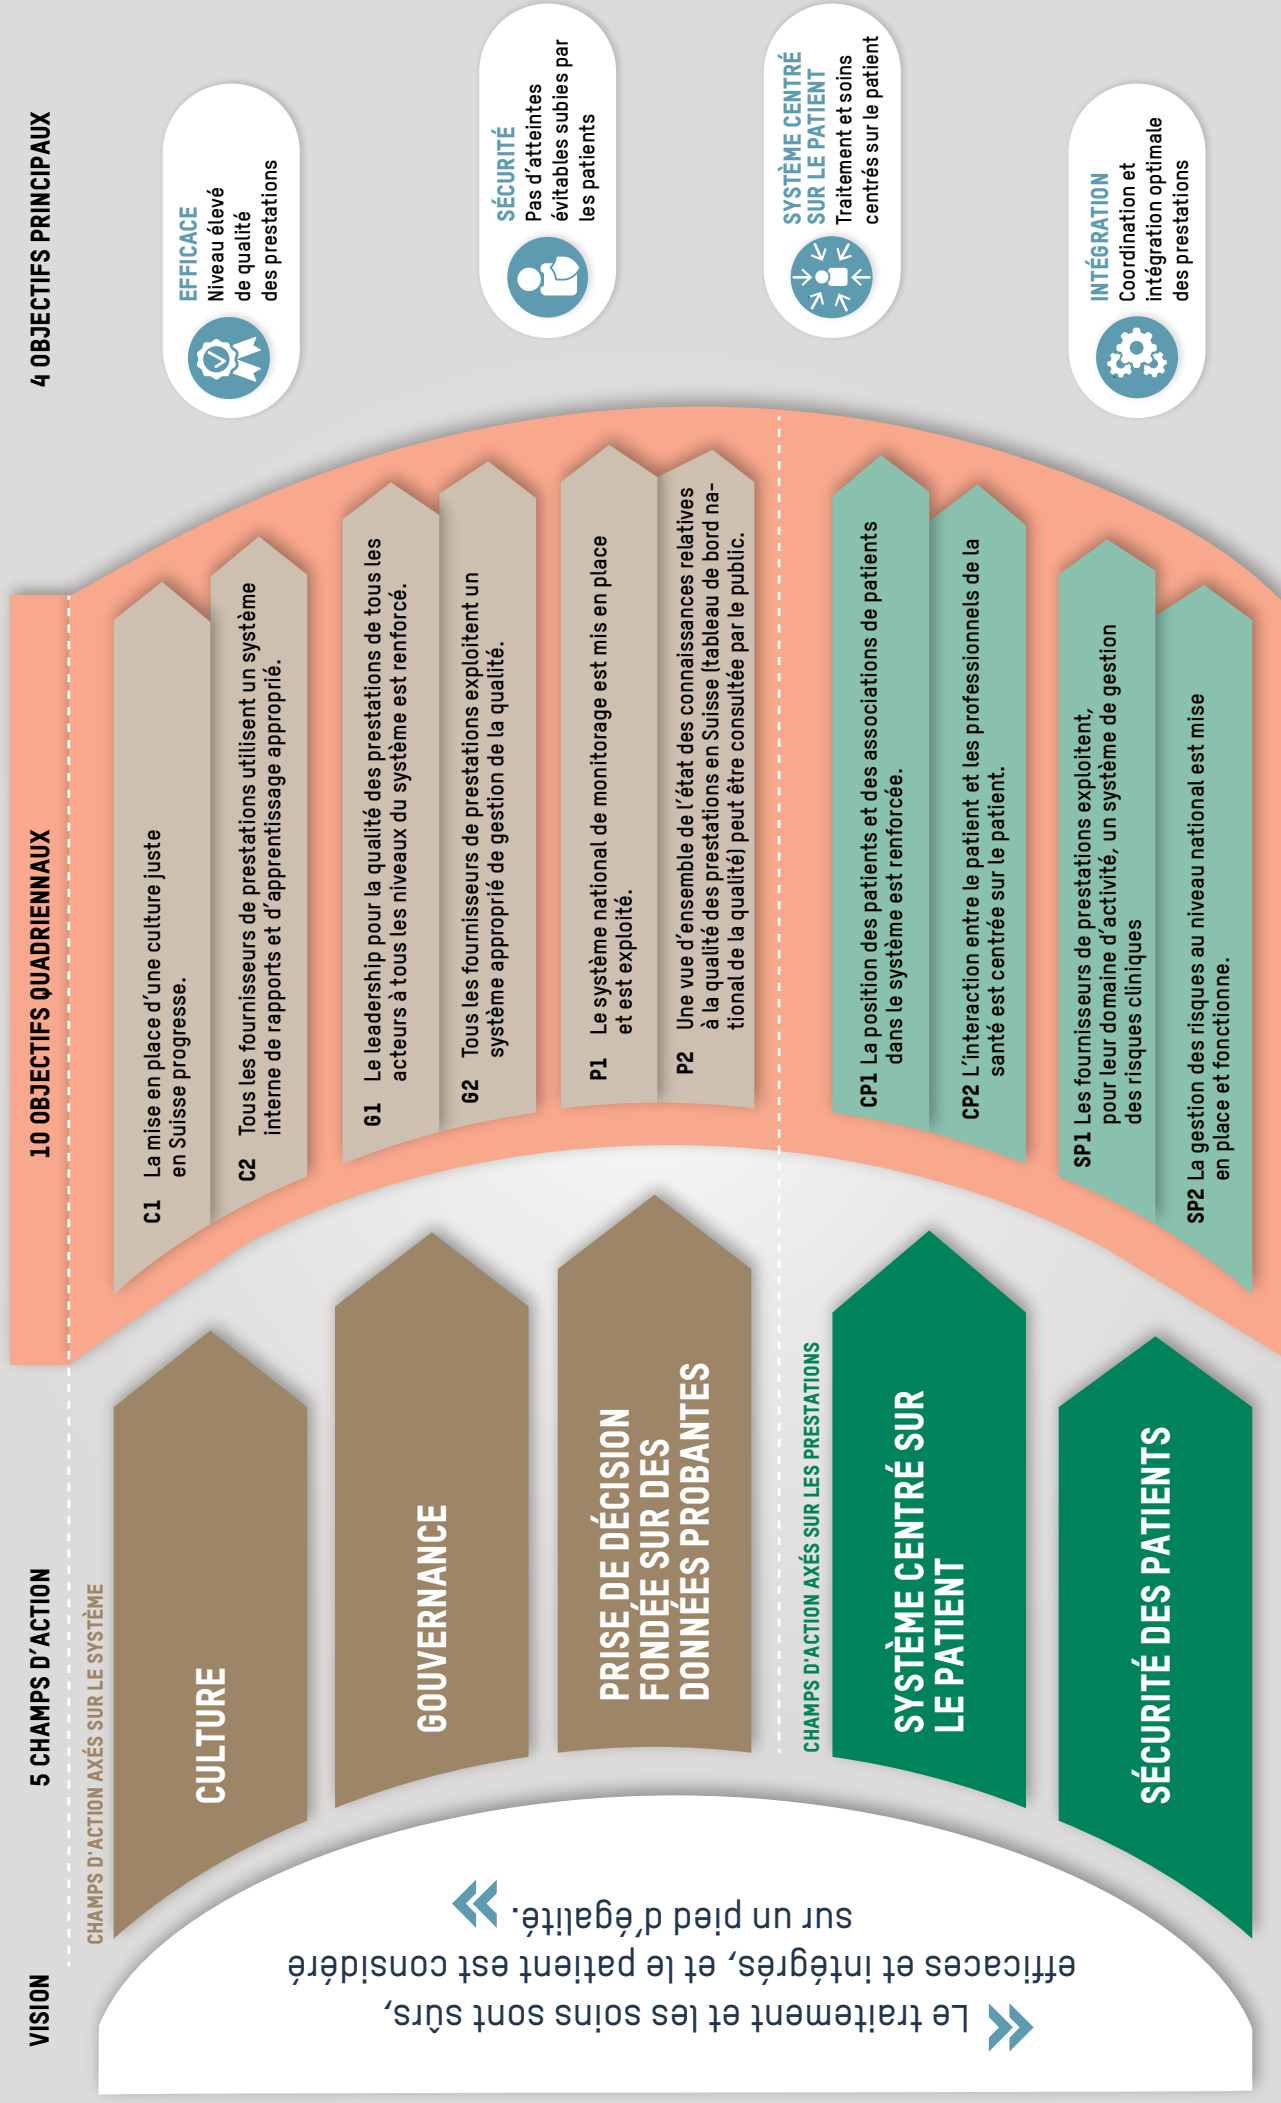 VISION
5 CHAMPS D'ACTION
10 OBJECTIFS QUADRIENNAUX
4 OBJECTIFS PRINCIPAUX
« Le traitement et les soins sont sûrs,
efficaces et intégrés, et le patient est considéré
sur un pied d'égalité. »
CHAMPS D'ACTION AXÉS SUR LE SYSTÈME
CULTURE
GOUVERNANCE
PRISE DE DÉCISION
FONDÉE SUR DES
DONNÉES PROBANTES
CHAMPS D'ACTION AXÉS SUR LES PRESTATIONS
SYSTÈME CENTRÉ SUR
LE PATIENT
SÉCURITÉ DES PATIENTS
C1 La mise en place d'une culture juste
en Suisse progresse.
C2 Tous les fournisseurs de prestations utilisent un système
interne de rapports et d'apprentissage approprié.
G1 Le leadership pour la qualité des prestations de tous les
acteurs à tous les niveaux du système est renforcé.
G2 Tous les fournisseurs de prestations exploitent un
système approprié de gestion de la qualité.
P1 Le système national de monitorage est mis en place
et est exploité.
P2 Une vue d'ensemble de l'état des connaissances relatives
à la qualité des prestations en Suisse (tableau de bord na-
tional de la qualité) peut être consultée par le public.
CP1 La position des patients et des associations de patients
dans le système est renforcée.
CP2 L'interaction entre le patient et les professionnels de la
santé est centrée sur le patient.
SP1 Les fournisseurs de prestations exploitent,
pour leur domaine d'activité, un système de gestion
des risques cliniques
SP2 La gestion des risques au niveau national est mise
en place et fonctionne.
EFFICACE
Niveau élevé
de qualité
des prestations
SÉCURITÉ
Pas d'atteintes
évitables subies par
les patients
SYSTÈME CENTRÉ
SUR LE PATIENT
Traitement et soins
centrés sur le patient
INTÉGRATION
Coordination et
intégration optimale
des prestations